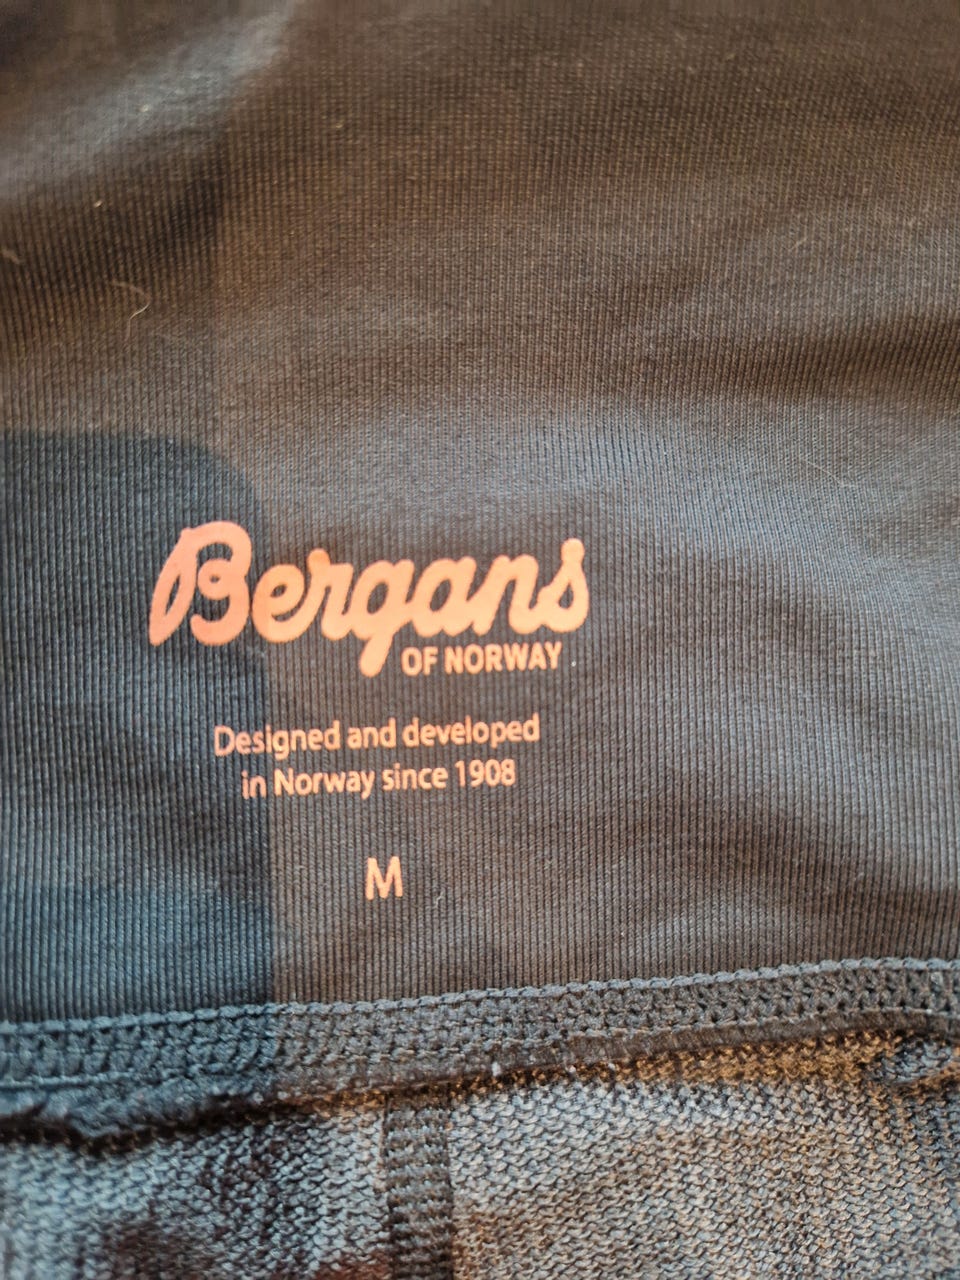 Bergans
OF NORWAY
Designed and developed
in Norway since 1908
M